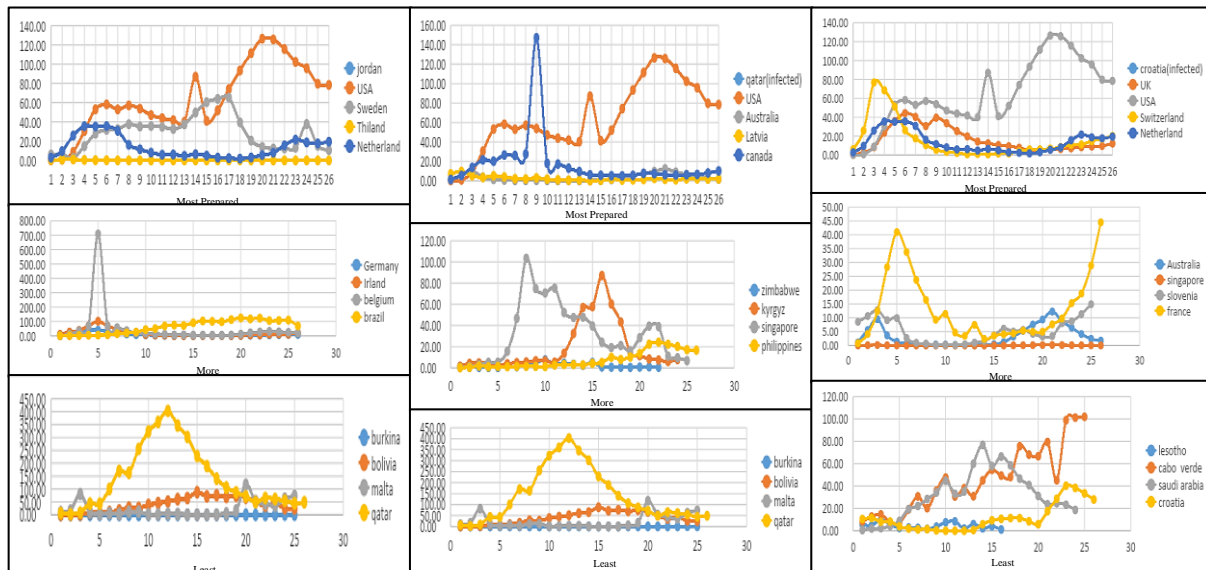 140.00
120.00
100.00
80.00
60.00
40.00
20.00
0.00
1 2 3 4 5 6 7 8 9 10 11 12 13 14 15 16 17 18 19 20 21 22 23 24 25 26
jordan
USA
Sweden
Thiland
Netherland
Most Prepared
160.00
140.00
120.00
100.00
80.00
60.00
40.00
20.00
0.00
1 2 3 4 5 6 7 8 9 10 11 12 13 14 15 16 17 18 19 20 21 22 23 24 25 26
qatar(infected)
USA
Australia
Latvia
canada
Most Prepared
140.00
120.00
100.00
80.00
60.00
40.00
20.00
0.00
1 2 3 4 5 6 7 8 9 10 11 12 13 14 15 16 17 18 19 20 21 22 23 24 25 26
croatia(infected)
UK
USA
Switzerland
Netherland
Most Prepared
800.00
700.00
600.00
500.00
400.00
300.00
200.00
100.00
0.00
0 5 10 15 20 25 30
Germany
Irland
belgium
brazil
More
120.00
100.00
80.00
60.00
40.00
20.00
0.00
0 5 10 15 20 25 30
zimbabwe
kyrgyz
singapore
philippines
More
50.00
45.00
40.00
35.00
30.00
25.00
20.00
15.00
10.00
5.00
0.00
0 5 10 15 20 25 30
Australia
singapore
slovenia
france
More
450.00
400.00
350.00
300.00
250.00
200.00
150.00
100.00
50.00
0.00
0 5 10 15 20 25 30
burkina
bolivia
malta
qatar
Least
450.00
400.00
350.00
300.00
250.00
200.00
150.00
100.00
50.00
0.00
0 5 10 15 20 25 30
burkina
bolivia
malta
qatar
Least
120.00
100.00
80.00
60.00
40.00
20.00
0.00
0 5 10 15 20 25 30
lesotho
cabo verde
saudi arabia
croatia
Least